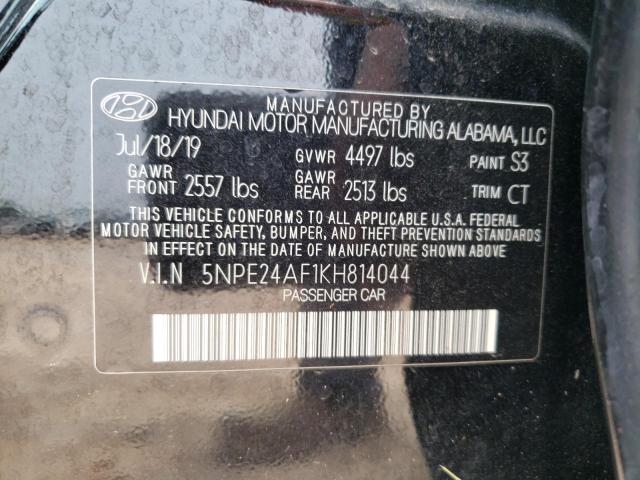 MANUFACTURED BY
HYUNDAI MOTOR MANUFACTURING ALABAMA, LLC
Jul/18/19 GVWR 4497 lbs PAINT S3
GAWR FRONT 2557 lbs GAWR REAR 2513 lbs TRIM CT
THIS VEHICLE CONFORMS TO ALL APPLICABLE U.S.A. FEDERAL
MOTOR VEHICLE SAFETY, BUMPER, AND THEFT PREVENTION STANDARDS
IN EFFECT ON THE DATE OF MANUFACTURE SHOWN ABOVE
V.I.N 5NPE24AF1KH814044
PASSENGER CAR